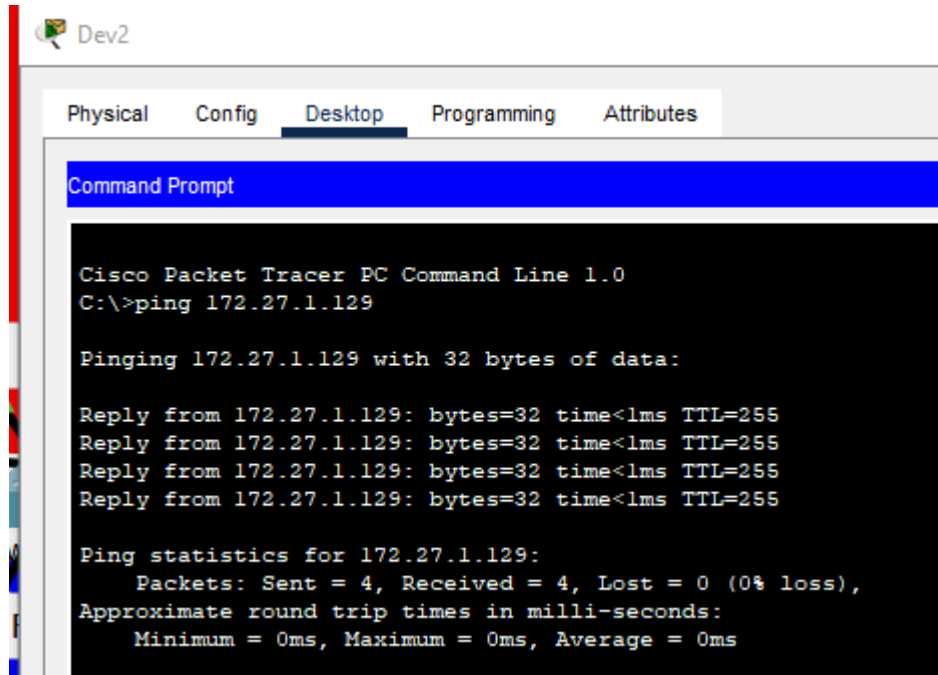 Dev2
Physical Config Desktop Programming Attributes
Command Prompt
Cisco Packet Tracer PC Command Line 1.0
C:\>ping 172.27.1.129
Pinging 172.27.1.129 with 32 bytes of data:
Reply from 172.27.1.129: bytes=32 time<1ms TTL=255
Reply from 172.27.1.129: bytes=32 time<1ms TTL=255
Reply from 172.27.1.129: bytes=32 time<1ms TTL=255
Reply from 172.27.1.129: bytes=32 time<1ms TTL=255
Ping statistics for 172.27.1.129:
Packets: Sent = 4, Received = 4, Lost = 0 (0% loss),
Approximate round trip times in milli-seconds:
Minimum = 0ms, Maximum = 0ms, Average = 0ms